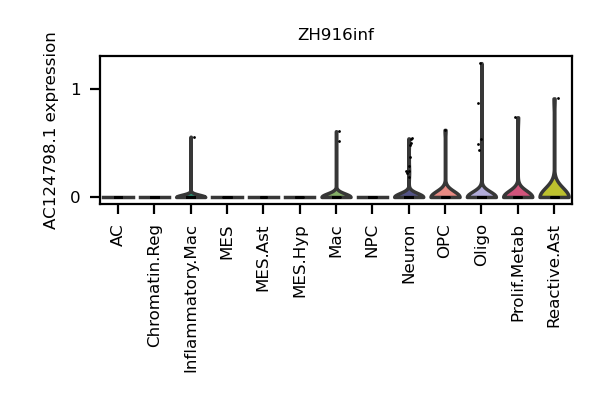 ZH916inf
AC124798.1 expression
1
0
AC
Chromatin.Reg
Inflammatory.Mac
MES
MES.Ast
MES.Hyp
Mac
NPC
Neuron
OPC
Oligo
Prolif.Metab
Reactive.Ast